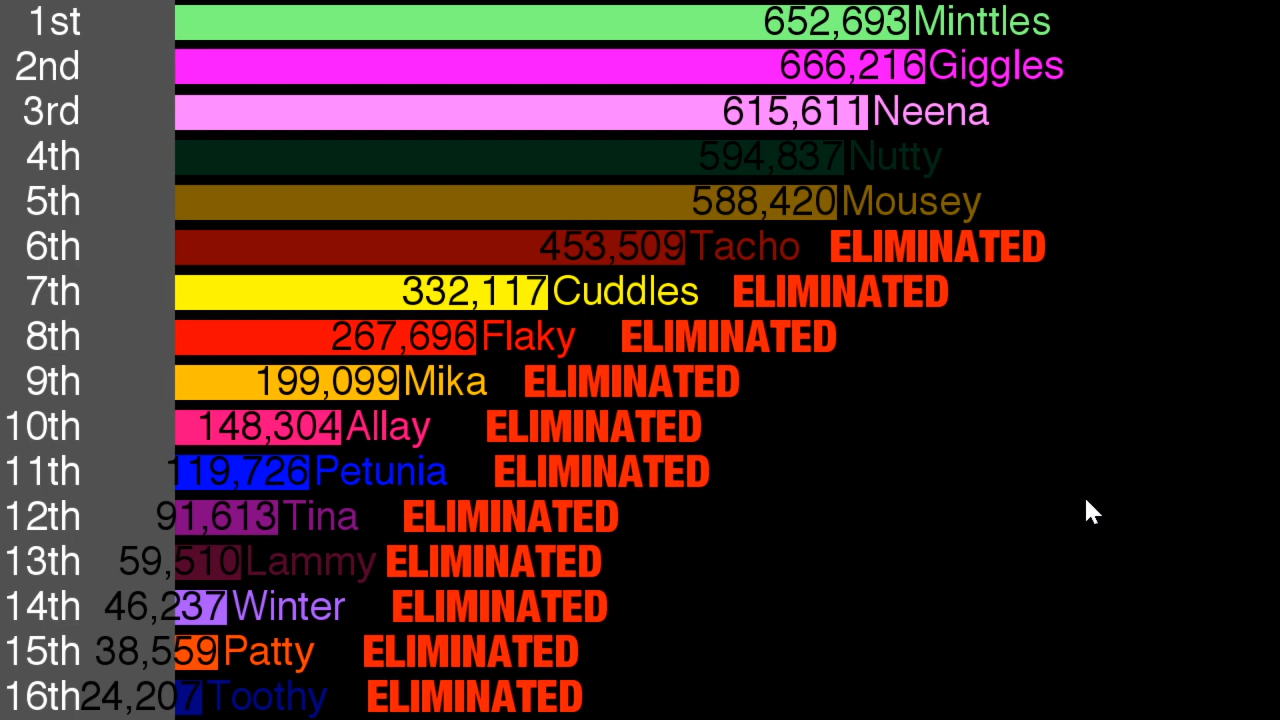 1st 652,693 Minttles
2nd 666,216 Giggles
3rd 615,611 Neena
4th 594,837 Nutty
5th 588,420 Mousey
6th 453,509 Tacho ELIMINATED
7th 332,117 Cuddles ELIMINATED
8th 267,696 Flaky ELIMINATED
9th 199,099 Mika ELIMINATED
10th 148,304 Allay ELIMINATED
11th 119,726 Petunia ELIMINATED
12th 91,613 Tina ELIMINATED
13th 59,510 Lammy ELIMINATED
14th 46,237 Winter ELIMINATED
15th 38,559 Patty ELIMINATED
16th 24,207 Toothy ELIMINATED